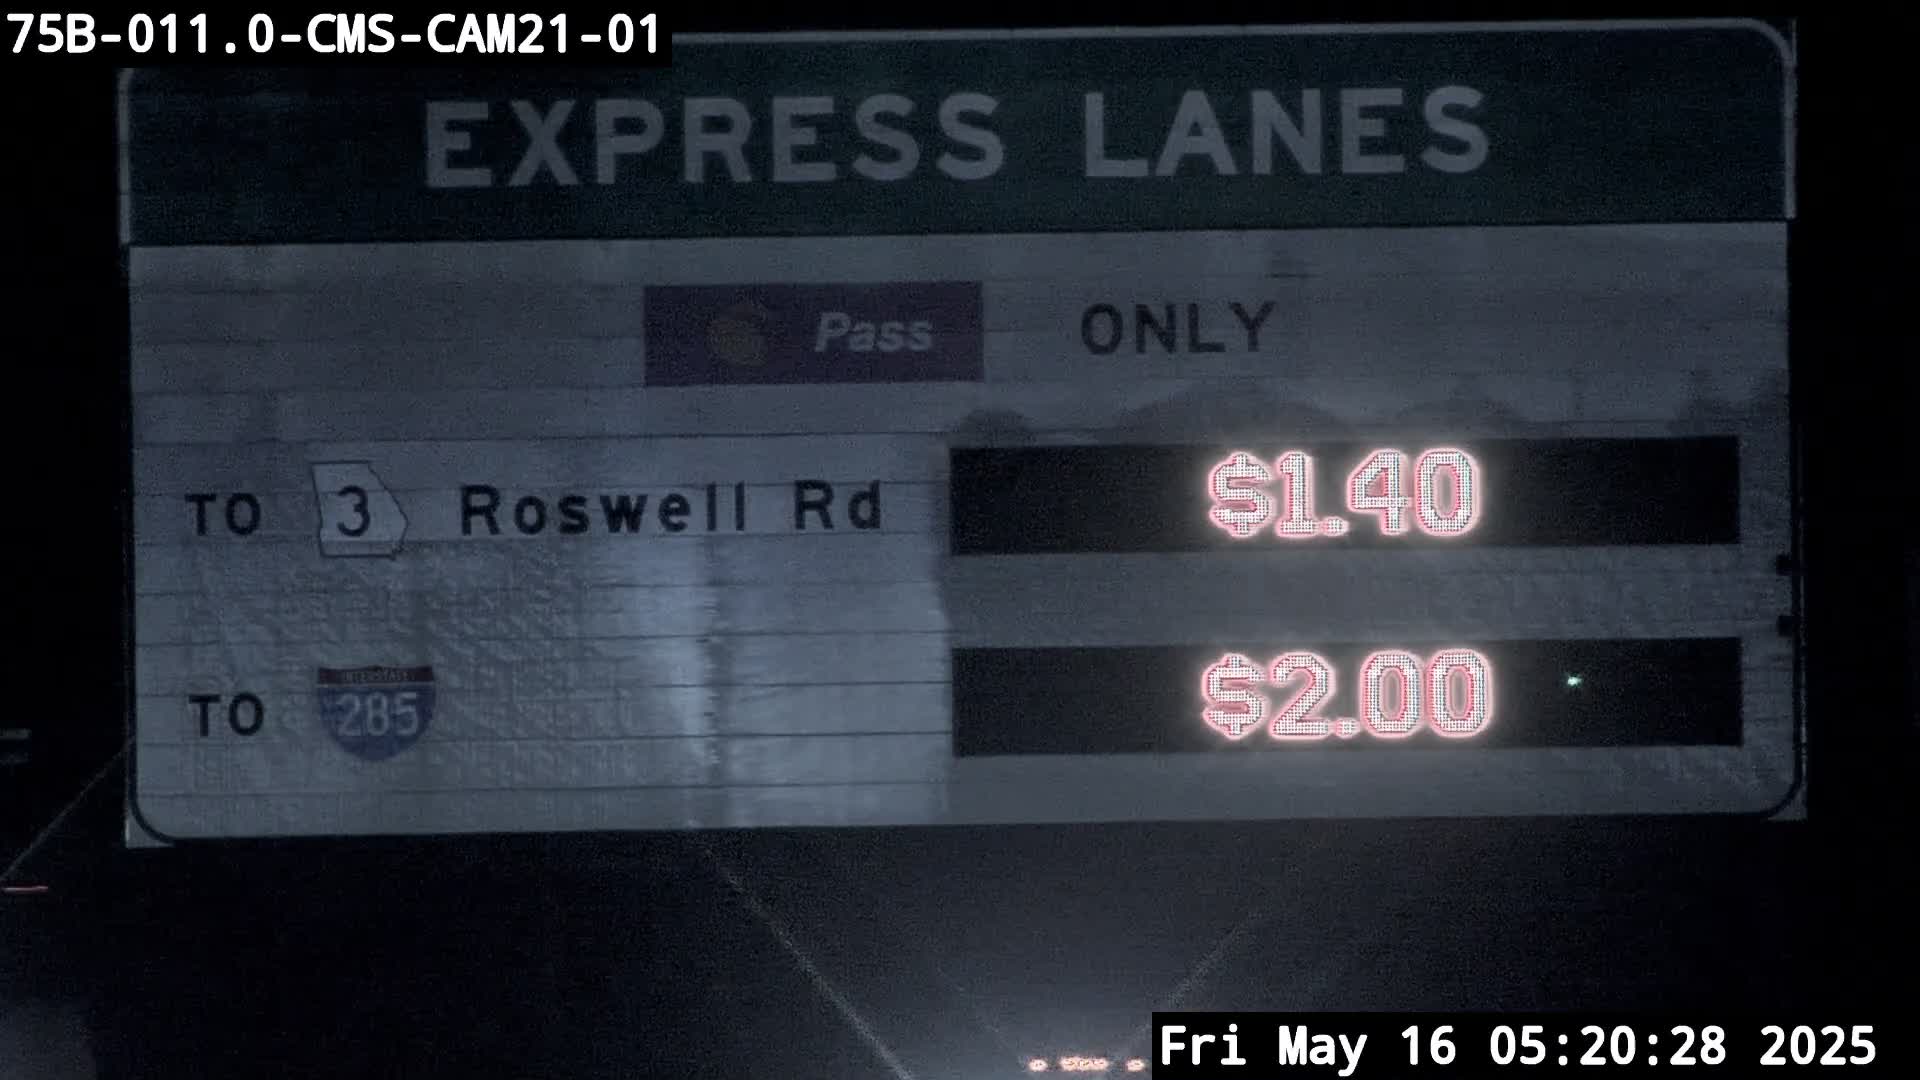 75B-011.0-CMS-CAM21-01
EXPRESS LANES
Pass ONLY
TO 3 Roswell Rd $1.40
INTERSTATE
TO 285 $2.00
Fri May 16 05:20:28 2025